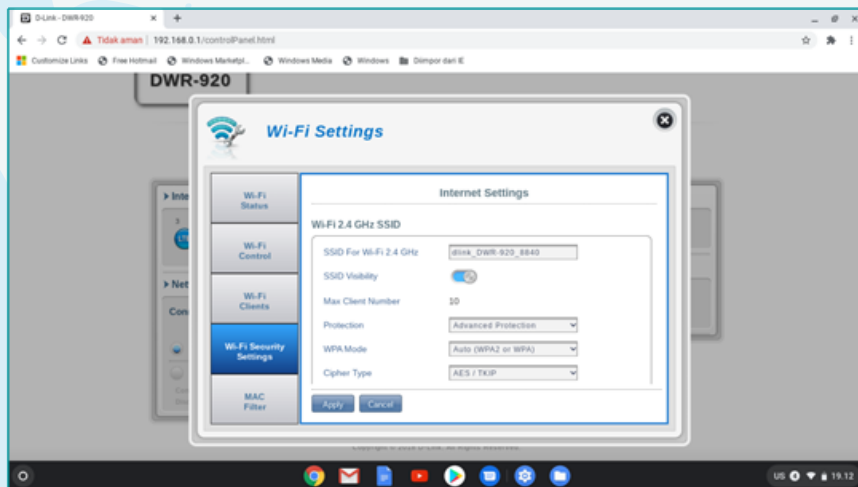 D-Link - DWR-920
Tidak aman | 192.168.0.1/controlPanel.html
Customize Links Free Hotmail Windows Marketpl... Windows Media Windows Diimpor dari IE
DWR-920
Wi-Fi Settings
Wi-Fi Status
Wi-Fi Control
Wi-Fi Clients
Wi-Fi Security Settings
MAC Filter
Internet Settings
Wi-Fi 2.4 GHz SSID
SSID For Wi-Fi 2.4 GHz dlink_DWR-920_8840
SSID Visibility
Max Client Number 10
Protection Advanced Protection
WPA Mode Auto (WPA2 or WPA)
Cipher Type AES / TKIP
Apply Cancel
US 19.12